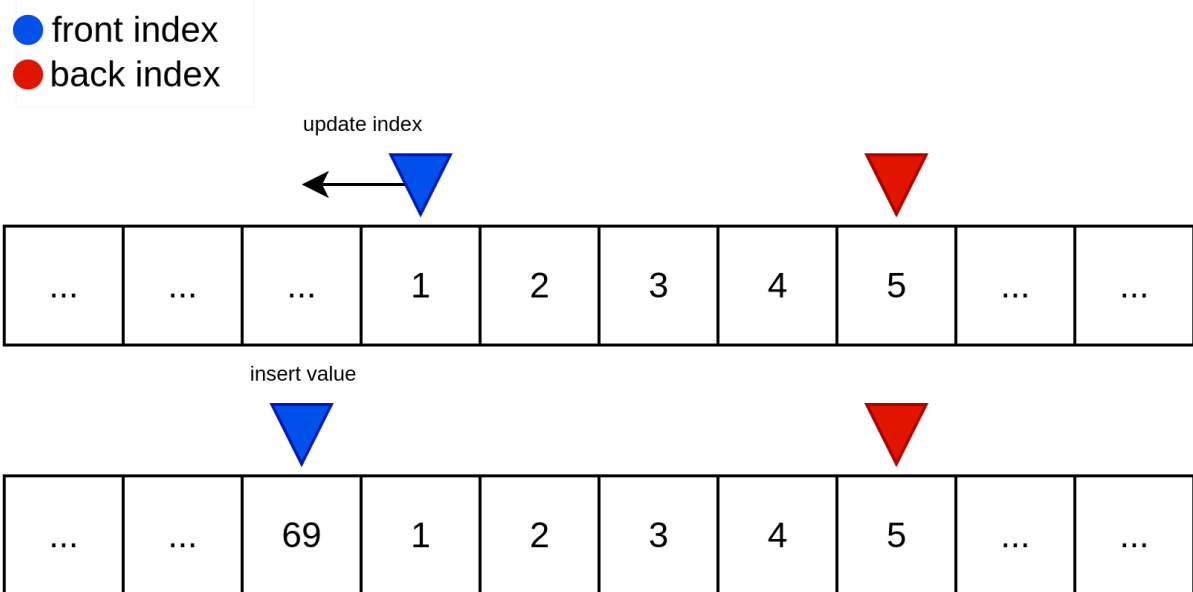 front index
back index
update index
... ... ... 1 2 3 4 5 ... ...
insert value
... ... 69 1 2 3 4 5 ... ...